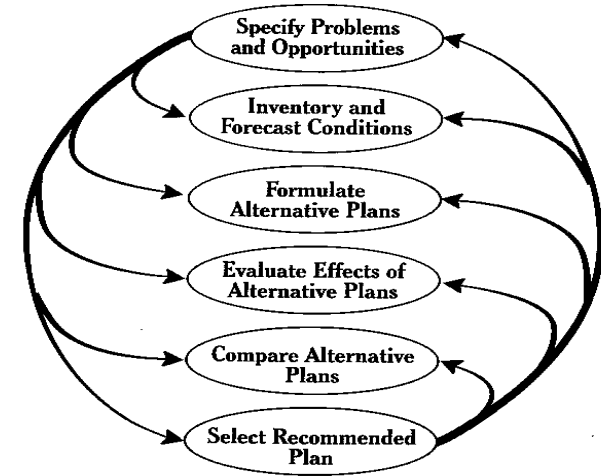 Specify Problems
and Opportunities
Inventory and
Forecast Conditions
Formulate
Alternative Plans
Evaluate Effects of
Alternative Plans
Compare Alternative
Plans
Select Recommended
Plan